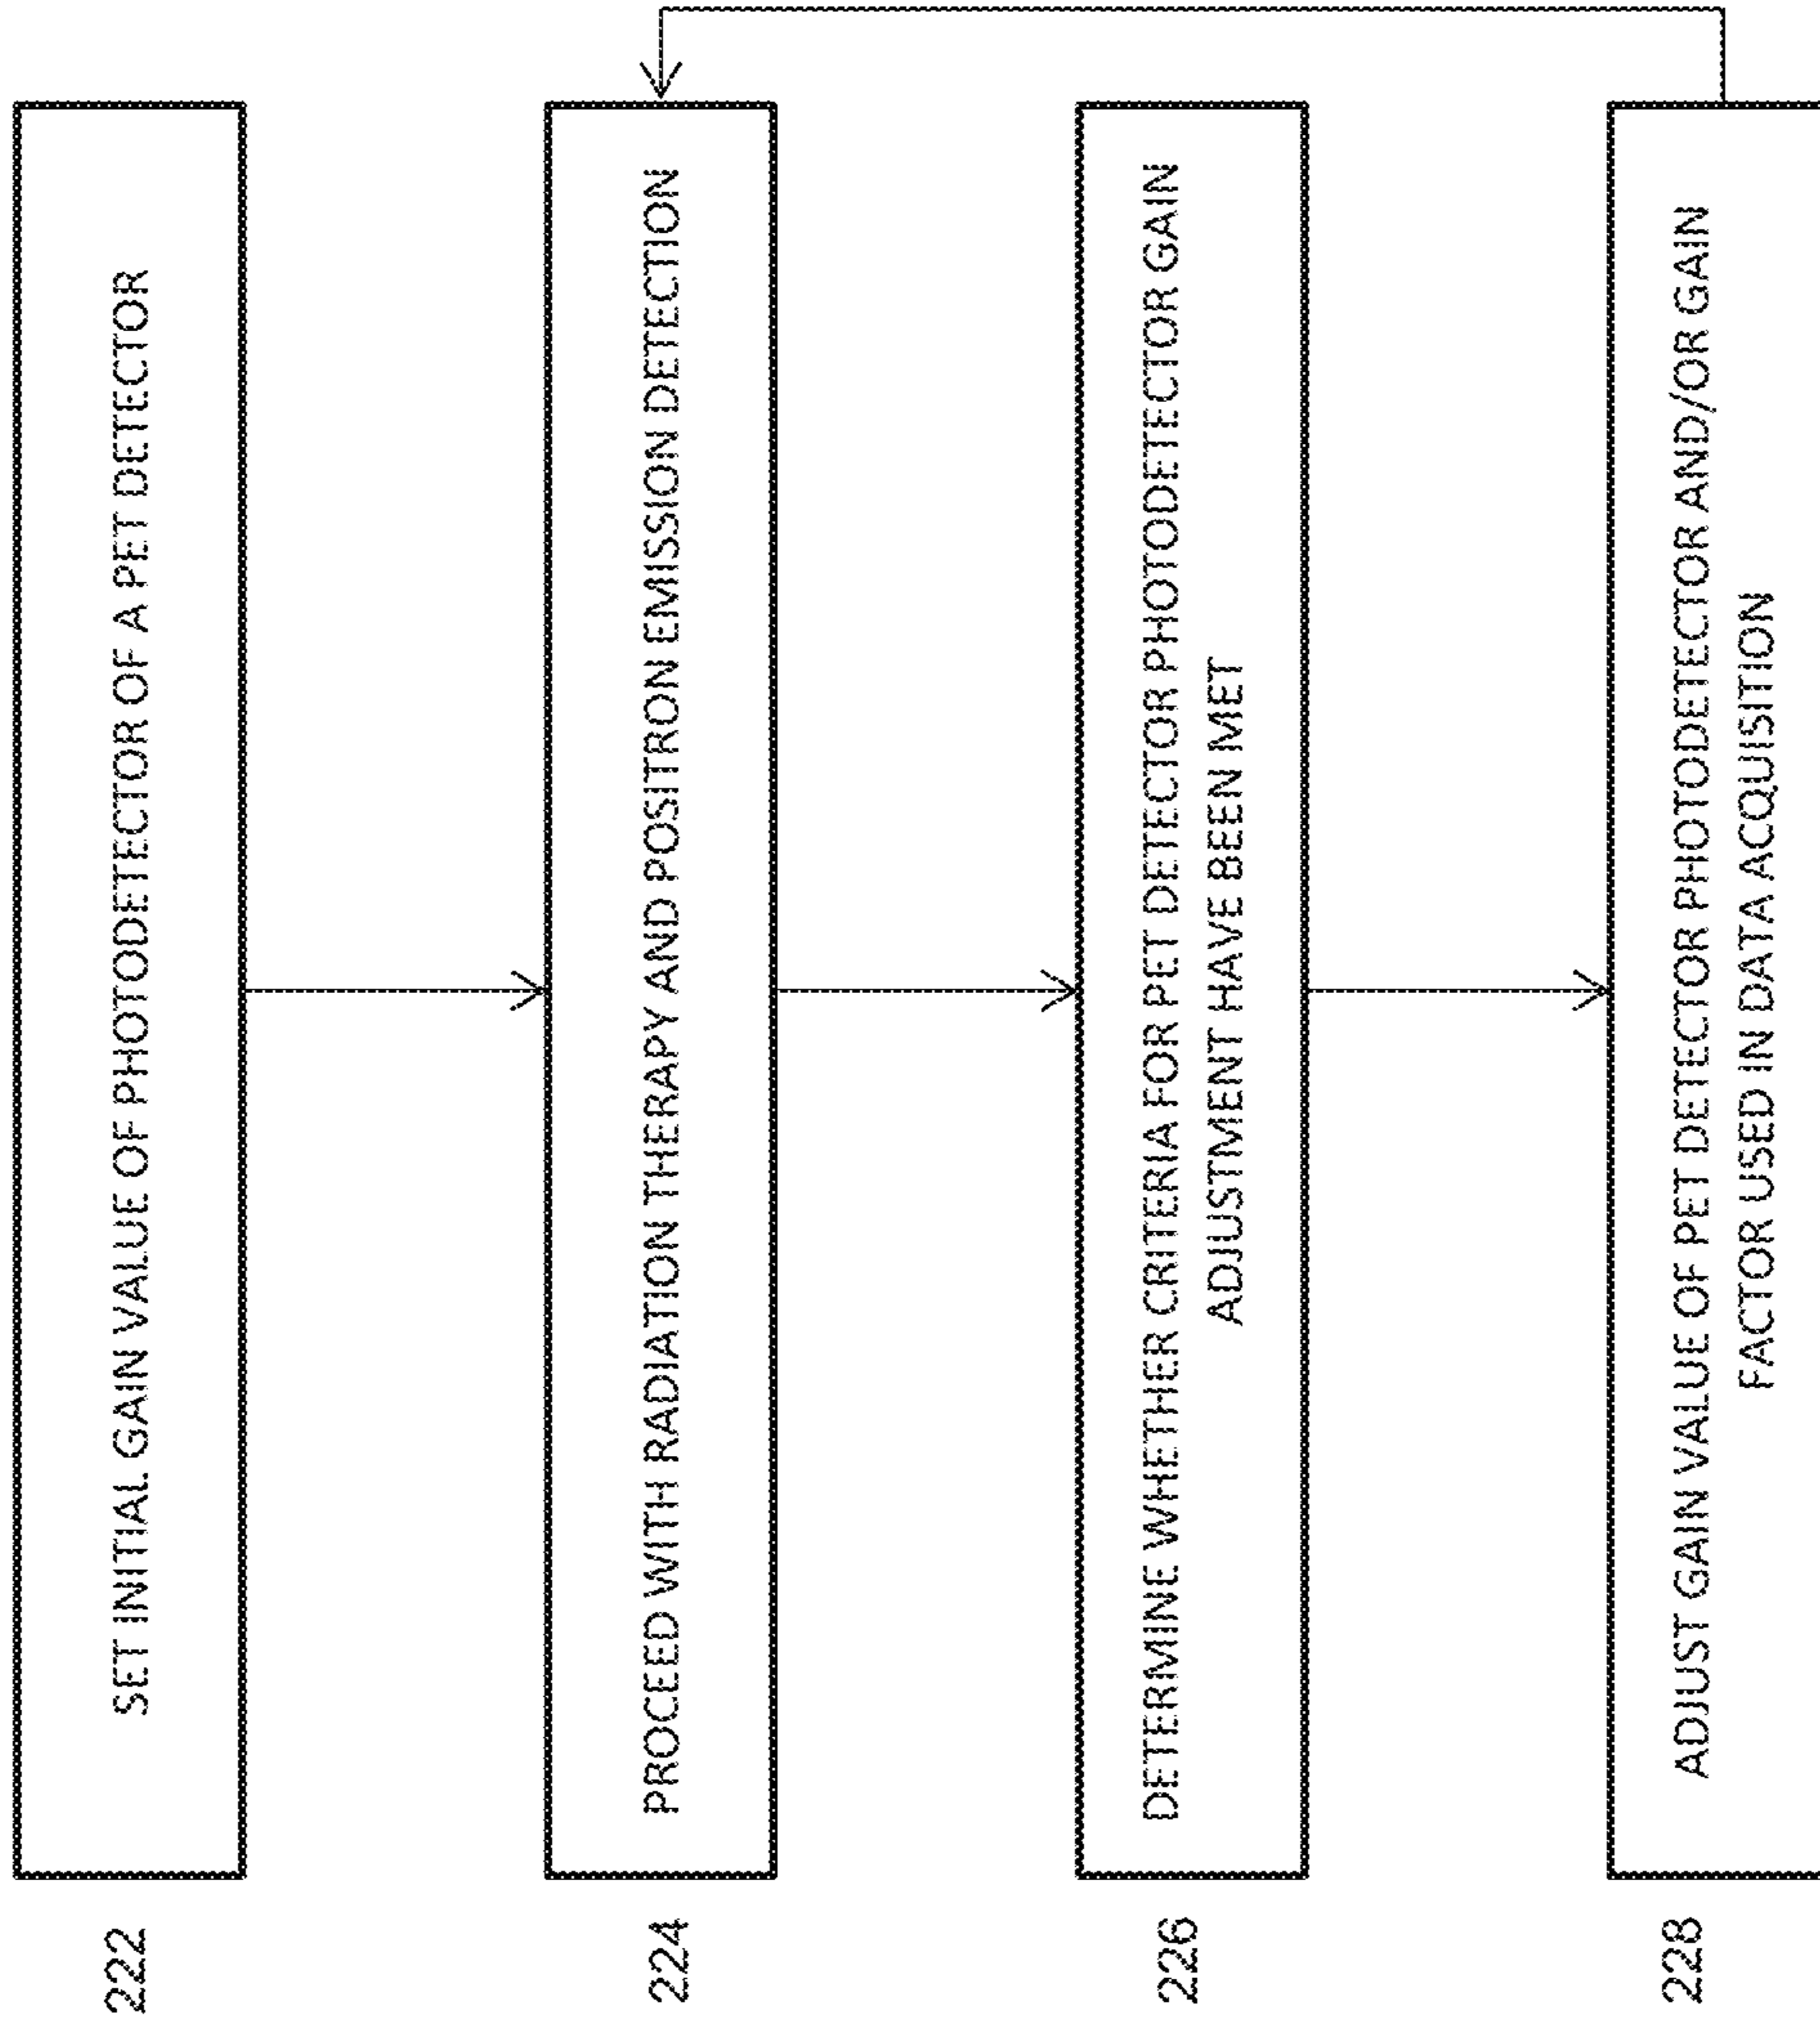 222
SET INITIAL GAIN VALUE OF PHOTODETECTOR OF A PET DETECTOR
224
PROCEED WITH RADIATION THERAPY AND POSITRON EMISSION DETECTION
226
DETERMINE WHETHER CRITERIA FOR PET DETECTOR PHOTODETECTOR GAIN
ADJUSTMENT HAVE BEEN MET
228
ADJUST GAIN VALUE OF PET DETECTOR PHOTODETECTOR AND/OR GAIN
FACTOR USED IN DATA ACQUISITION